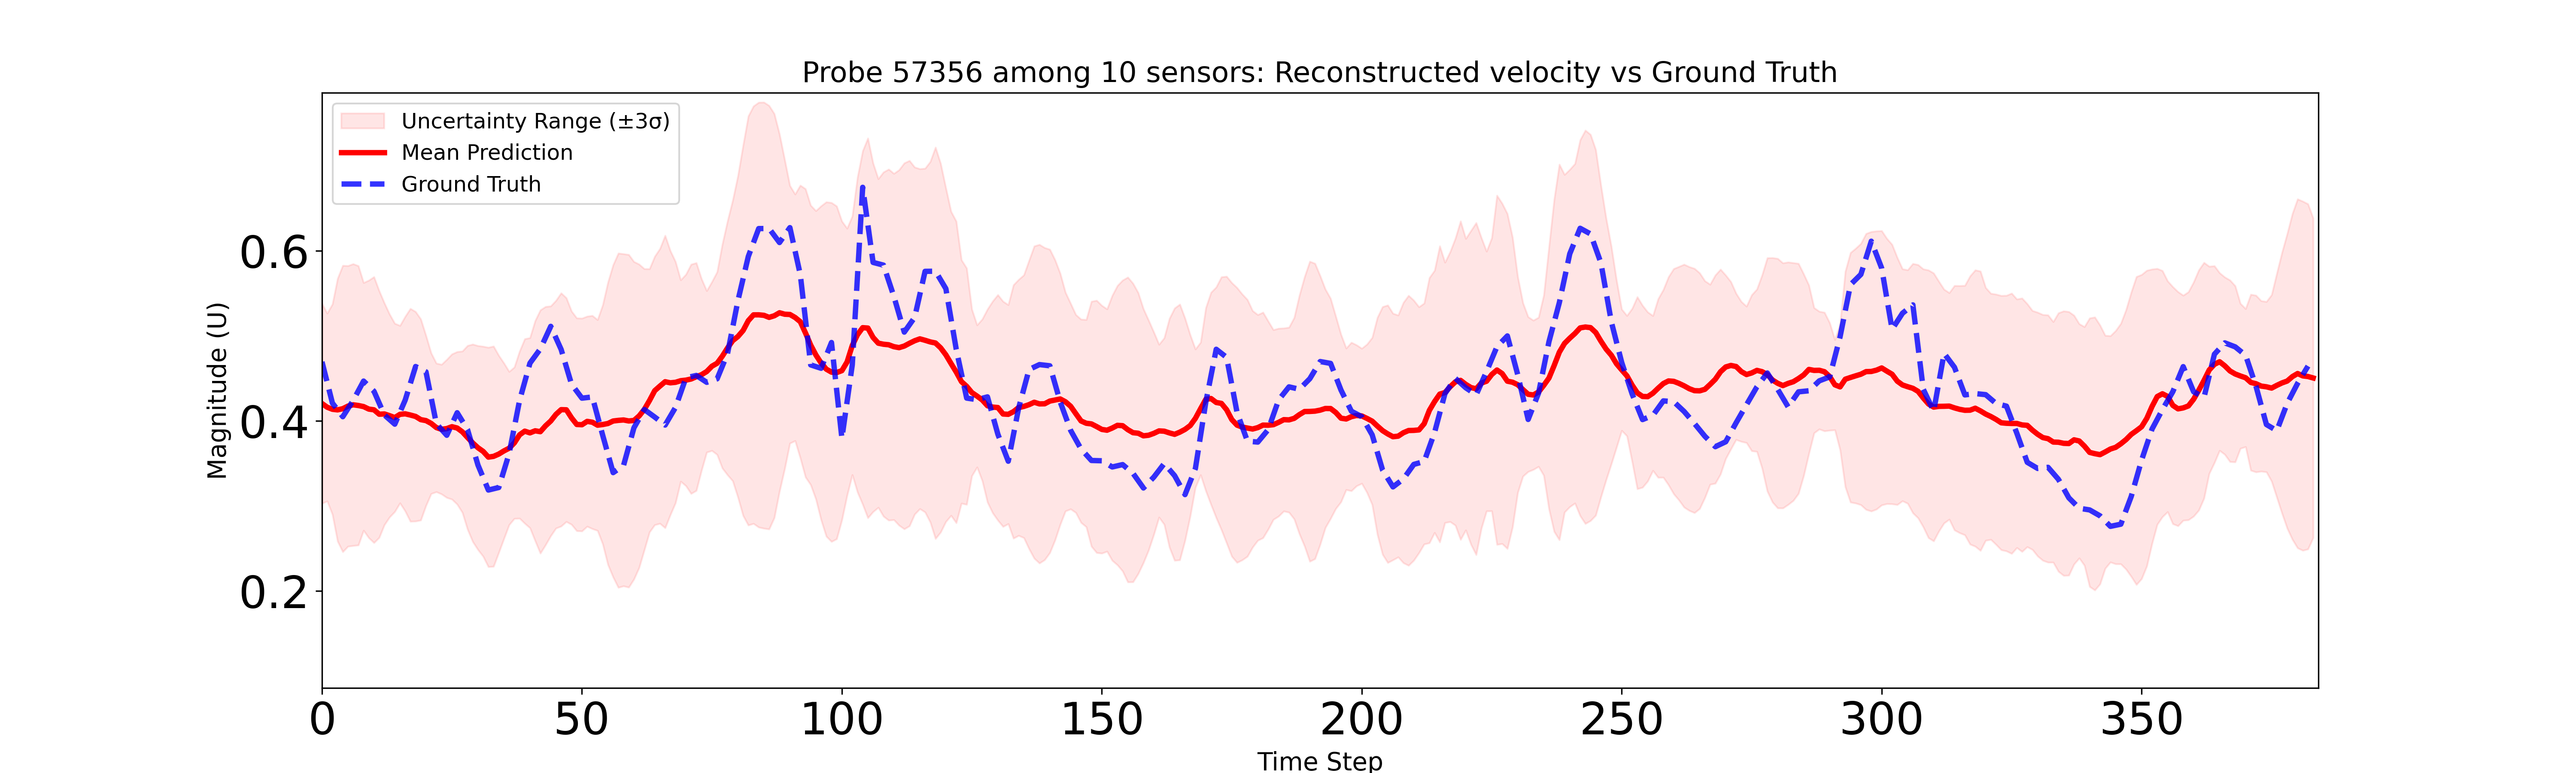 Probe 57356 among 10 sensors: Reconstructed velocity vs Ground Truth
Uncertainty Range (±3σ)
Mean Prediction
Ground Truth
Magnitude (U)
0.6
0.4
0.2
0 50 100 150 200 250 300 350
Time Step